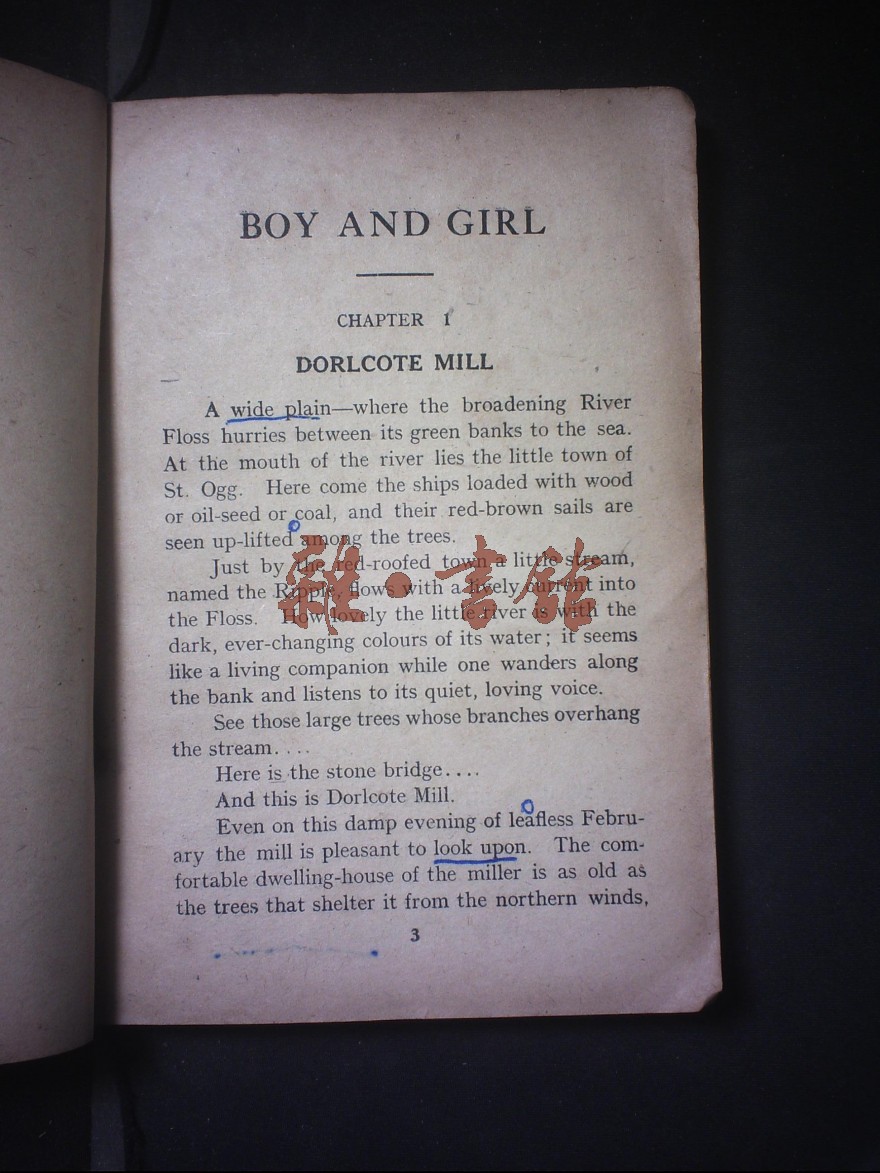 BOY AND GIRL
CHAPTER 1
DORLCOTE MILL
A wide plain—where the broadening River
Floss hurries between its green banks to the sea.
At the mouth of the river lies the little town of
St. Ogg. Here come the ships loaded with wood
or oil-seed or coal, and their red-brown sails are
seen up-lifted among the trees.
Just by the red-roofed town a little stream,
named the Ripple, flows with a lively current into
the Floss. How lovely the little river is with the
dark, ever-changing colours of its water; it seems
like a living companion while one wanders along
the bank and listens to its quiet, loving voice.
See those large trees whose branches overhang
the stream....
Here is the stone bridge....
And this is Dorlcote Mill.
Even on this damp evening of leafless Febru-
ary the mill is pleasant to look upon. The com-
fortable dwelling-house of the miller is as old as
the trees that shelter it from the northern winds,
3
雜·書館